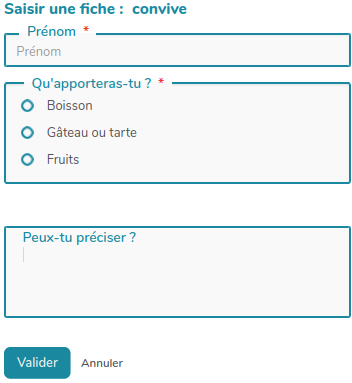 Saisir une fiche : convive
Prénom *
Prénom
Qu'apporteras-tu ? *
Boisson
Gâteau ou tarte
Fruits
Peux-tu préciser ?
Valider Annuler